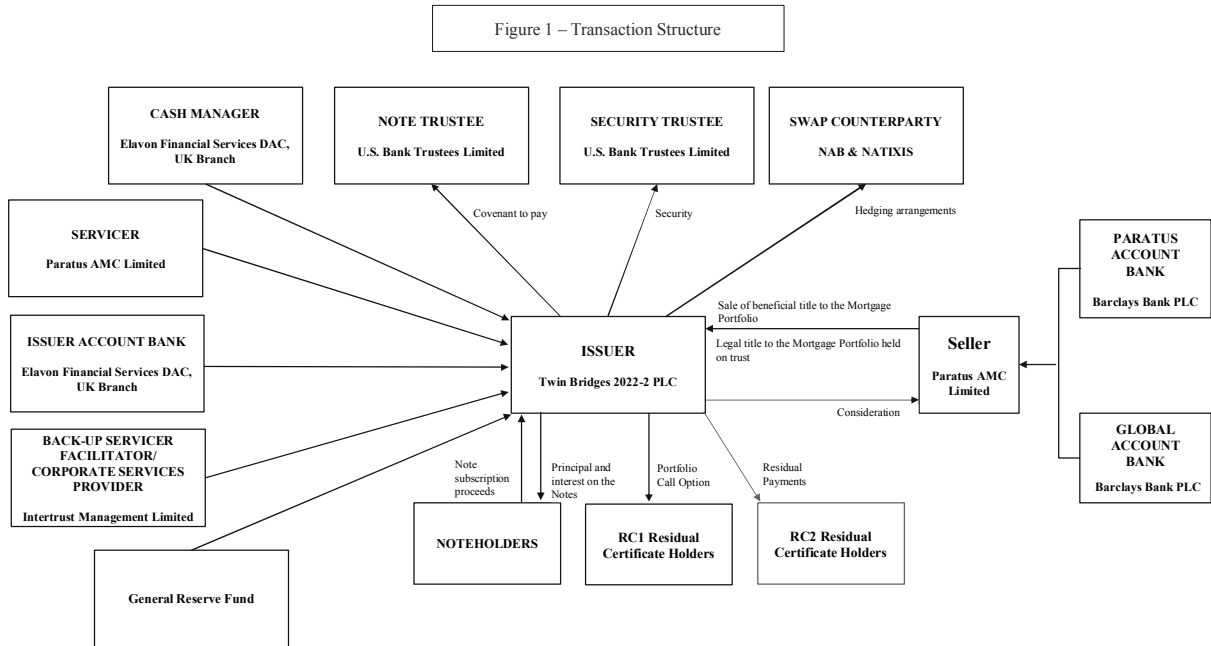 Figure 1 – Transaction Structure
CASH MANAGER
Elavon Financial Services DAC,
UK Branch
NOTE TRUSTEE
U.S. Bank Trustees Limited
SECURITY TRUSTEE
U.S. Bank Trustees Limited
SWAP COUNTERPARTY
NAB & NATIXIS
Covenant to pay
Security
Hedging arrangements
SERVICER
Paratus AMC Limited
PARATUS
ACCOUNT
BANK
Barclays Bank PLC
ISSUER ACCOUNT BANK
Elavon Financial Services DAC,
UK Branch
ISSUER
Twin Bridges 2022-2 PLC
Sale of beneficial title to the Mortgage
Portfolio
Legal title to the Mortgage Portfolio held
on trust
Consideration
Seller
Paratus AMC
Limited
GLOBAL
ACCOUNT
BANK
Barclays Bank PLC
BACK-UP SERVICER
FACILITATOR/
CORPORATE SERVICES
PROVIDER
Intertrust Management Limited
Note
subscription
proceeds
Principal and
interest on the
Notes
Portfolio
Call Option
Residual
Payments
NOTEHOLDERS
RC1 Residual
Certificate Holders
RC2 Residual
Certificate Holders
General Reserve Fund